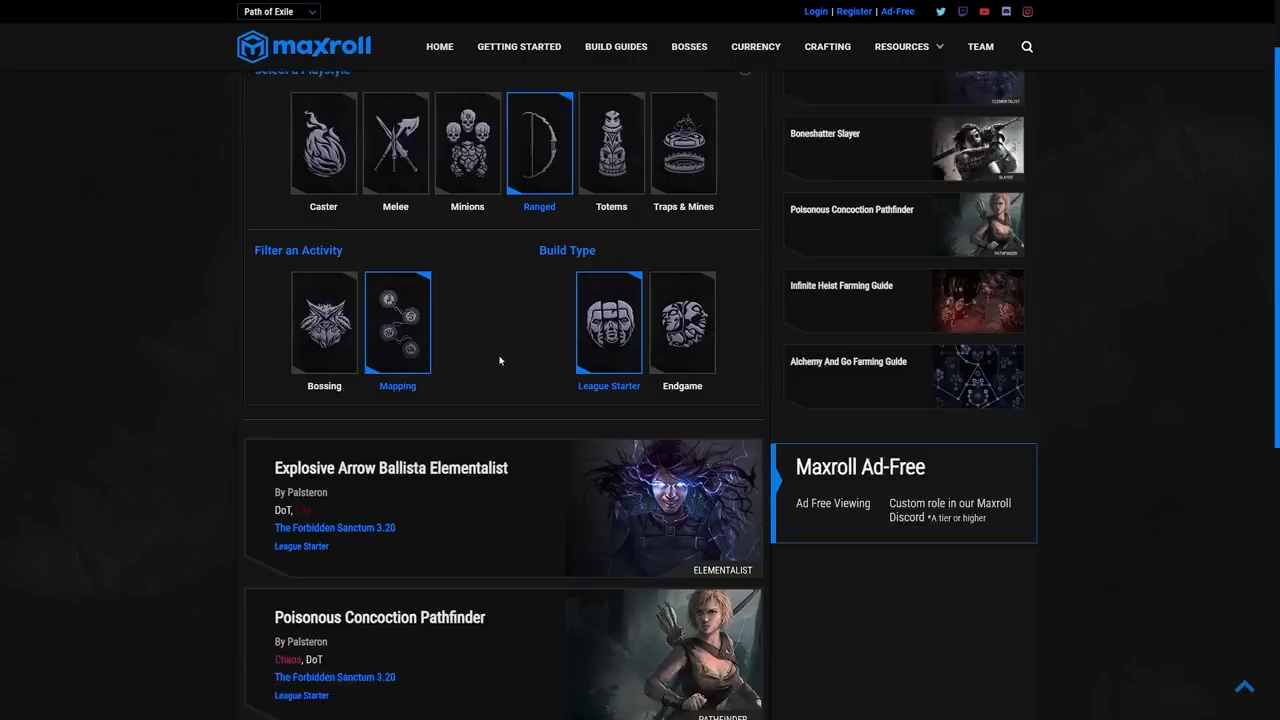 Path of Exile
Login | Register | Ad-Free
maxroll
HOME
GETTING STARTED
BUILD GUIDES
BOSSES
CURRENCY
CRAFTING
RESOURCES
TEAM
Select a Playstyle
Caster
Melee
Minions
Ranged
Totems
Traps & Mines
Filter an Activity
Build Type
Bossing
Mapping
League Starter
Endgame
Explosive Arrow Ballista Elementalist
By Palsteron
DoT,
The Forbidden Sanctum 3.20
League Starter
ELEMENTALIST
Poisonous Concoction Pathfinder
By Palsteron
Chaos, DoT
The Forbidden Sanctum 3.20
League Starter
PATHFINDER
ELEMENTALIST
Boneshatter Slayer
SLAYER
Poisonous Concoction Pathfinder
PATHFINDER
Infinite Heist Farming Guide
Alchemy And Go Farming Guide
Maxroll Ad-Free
Ad Free Viewing
Custom role in our Maxroll
Discord *A tier or higher